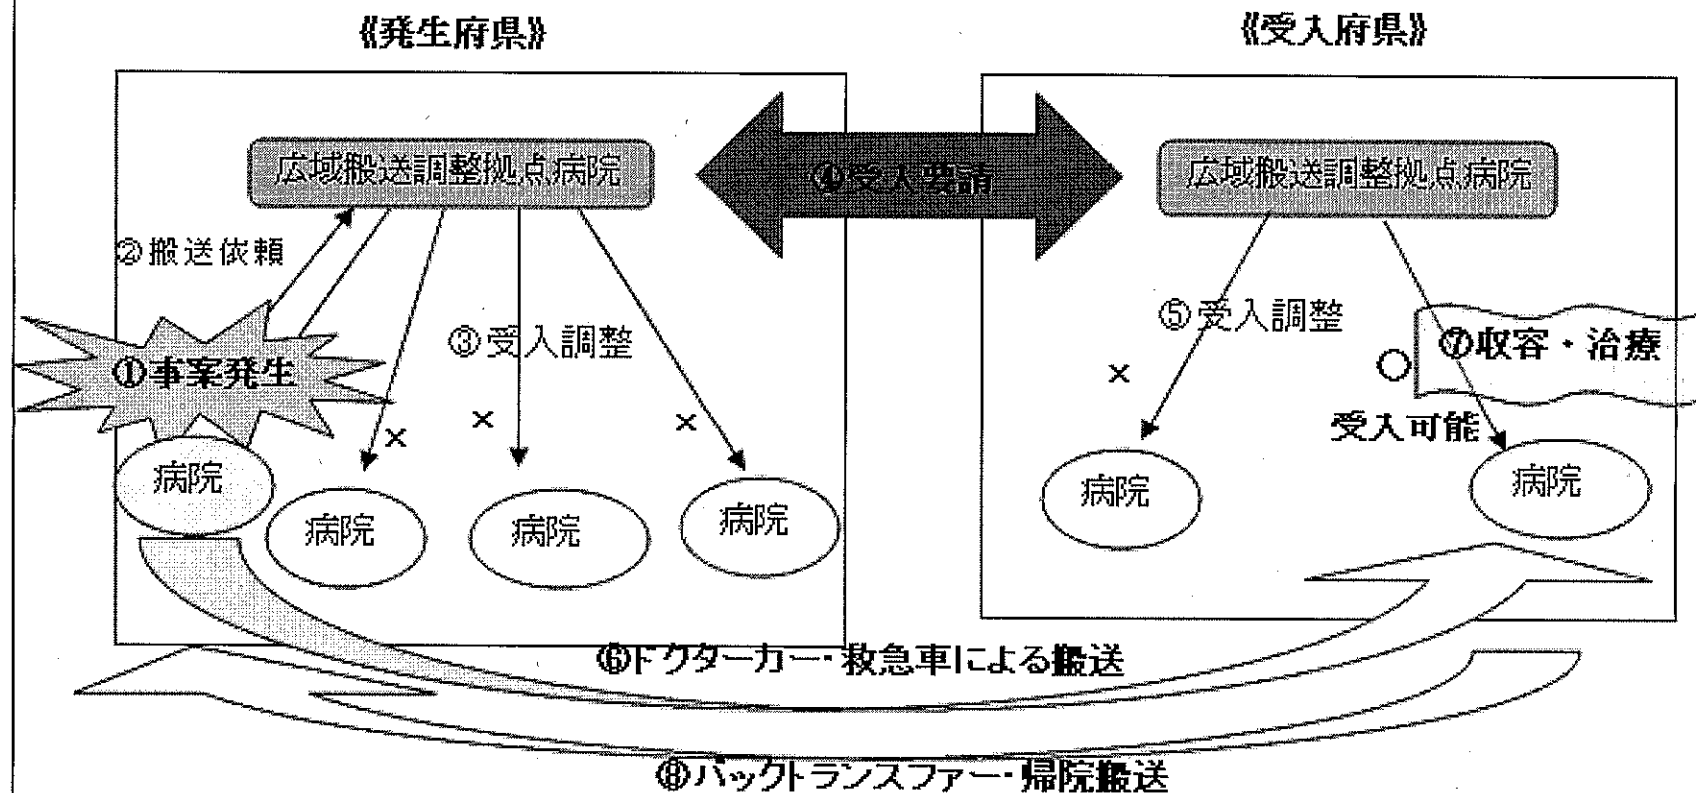 《発生府県》
《受入府県》
広域搬送調整拠点病院
④受入要請
広域搬送調整拠点病院
②搬送依頼
③受入調整
⑤受入調整
①事案発生
⑦収容・治療
×
×
×
×
○
受入可能
病院
病院
病院
病院
病院
病院
⑥ドクターカー・救急車による搬送
⑧バックトランスファー・帰院搬送